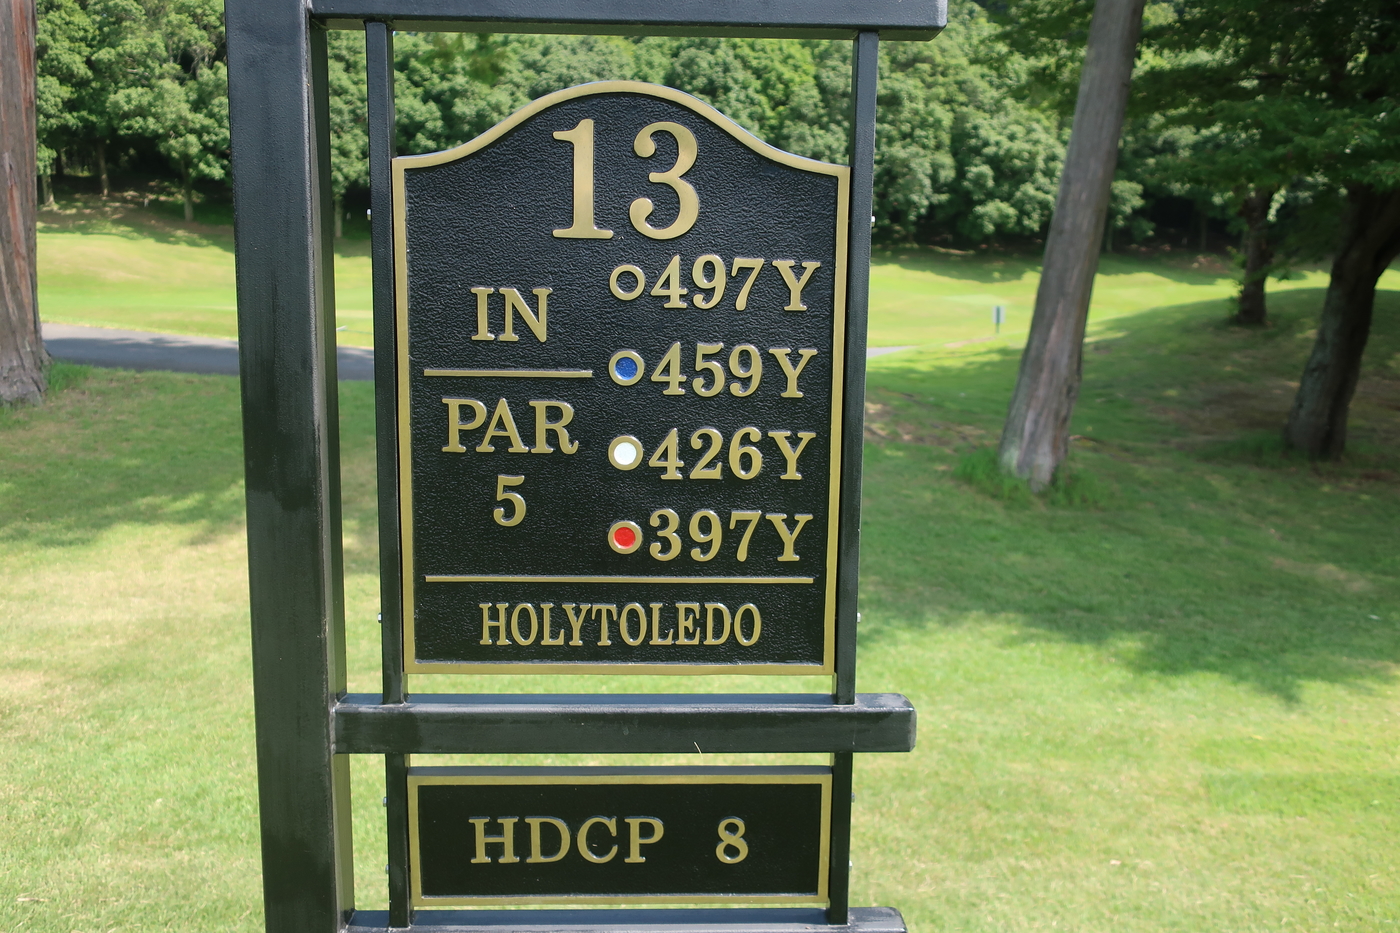 13
497Y
IN
459Y
PAR
426Y
5
397Y
HOLYTOLEDO
HDCP 8